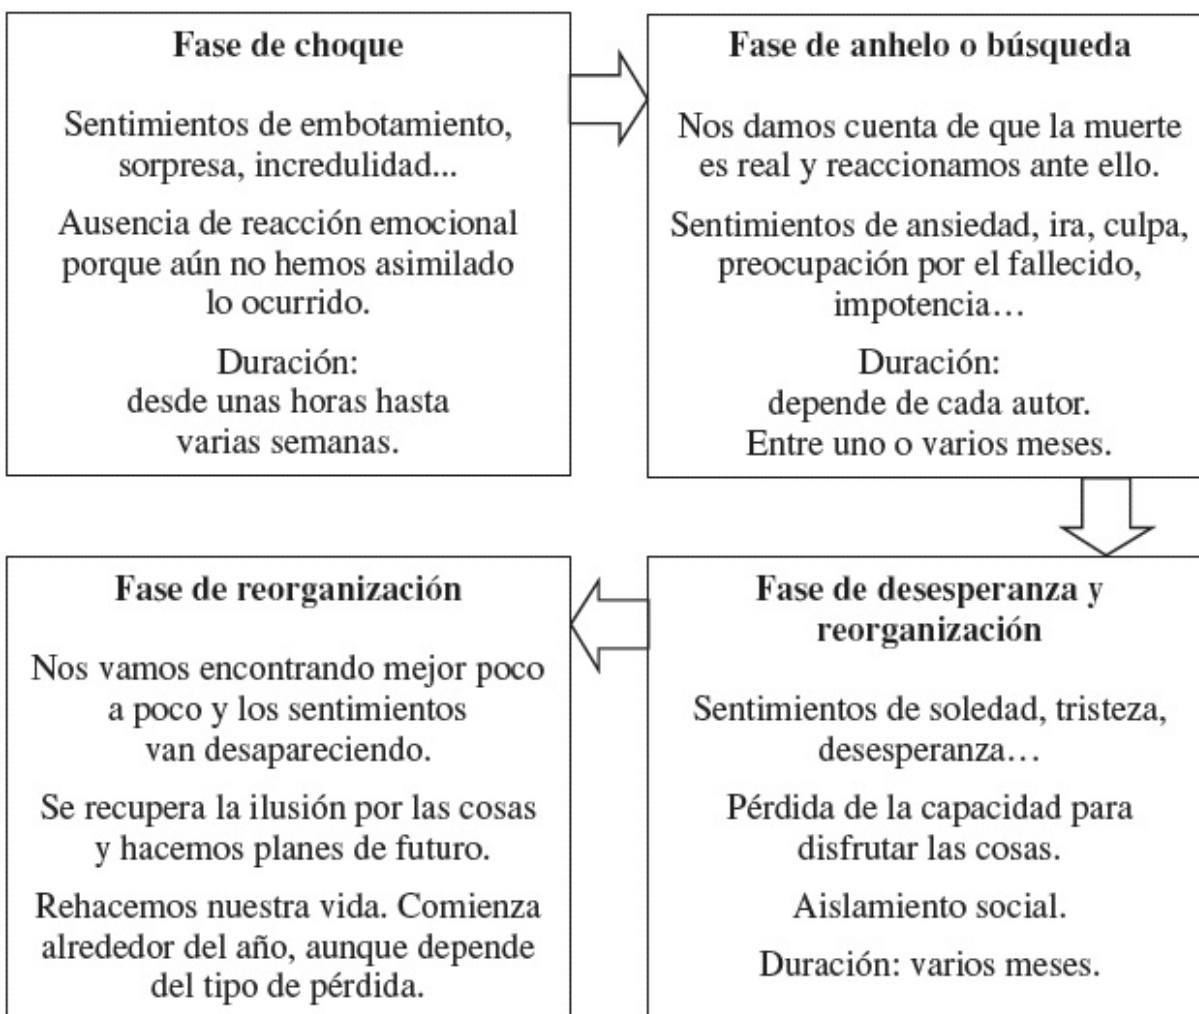 Fase de choque
Sentimientos de embotamiento,
sorpresa, incredulidad...
Ausencia de reacción emocional
porque aún no hemos asimilado
lo ocurrido.
Duración:
desde unas horas hasta
varias semanas.
Fase de anhelo o búsqueda
Nos damos cuenta de que la muerte
es real y reaccionamos ante ello.
Sentimientos de ansiedad, ira, culpa,
preocupación por el fallecido,
impotencia…
Duración:
depende de cada autor.
Entre uno o varios meses.
Fase de desesperanza y
reorganización
Sentimientos de soledad, tristeza,
desesperanza…
Pérdida de la capacidad para
disfrutar las cosas.
Aislamiento social.
Duración: varios meses.
Fase de reorganización
Nos vamos encontrando mejor poco
a poco y los sentimientos
van desapareciendo.
Se recupera la ilusión por las cosas
y hacemos planes de futuro.
Rehacemos nuestra vida. Comienza
alrededor del año, aunque depende
del tipo de pérdida.